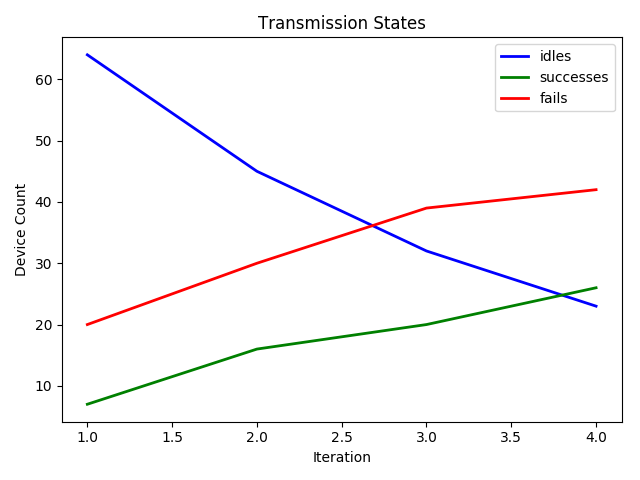 Transmission States
idles
successes
fails
Device Count
60
50
40
30
20
10
1.0 1.5 2.0 2.5 3.0 3.5 4.0
Iteration